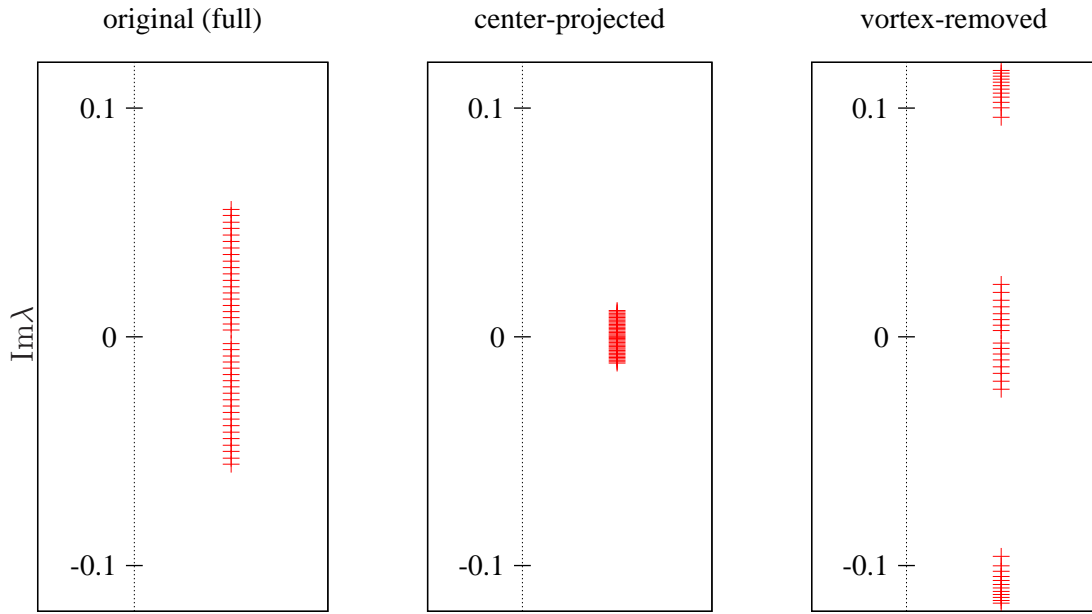 original (full)
center-projected
vortex-removed
0.1
0.1
0.1
Imλ
0
0
0
-0.1
-0.1
-0.1